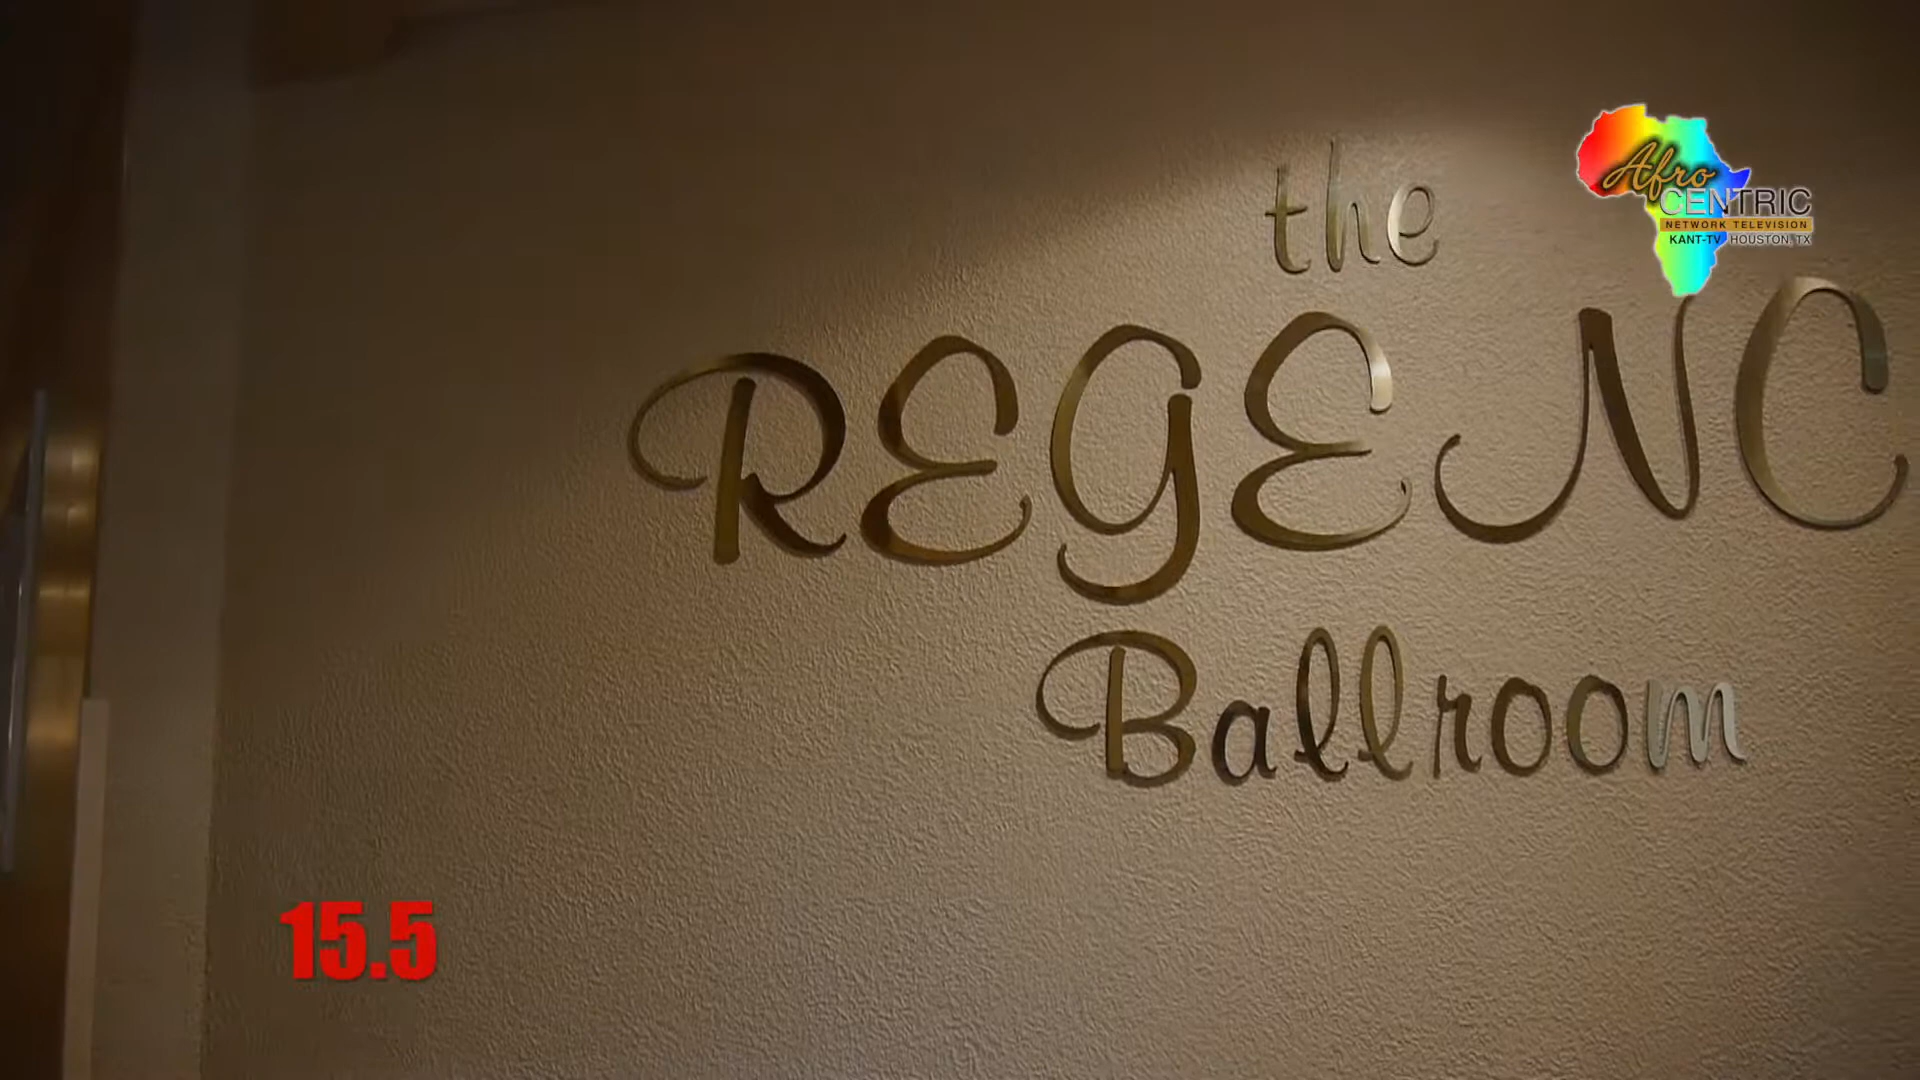 the
REGENC
Ballroom
Afro
CENTRIC
NETWORK TELEVISION
KANT-TV HOUSTON, TX
15.5